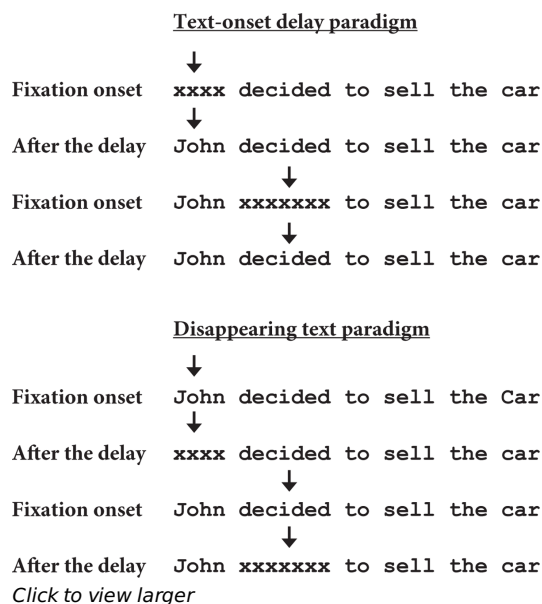 Text-onset delay paradigm
Fixation onset xxxx decided to sell the car
After the delay John decided to sell the car
Fixation onset John xxxxxxx to sell the car
After the delay John decided to sell the car
Disappearing text paradigm
Fixation onset John decided to sell the Car
After the delay xxxx decided to sell the car
Fixation onset John decided to sell the car
After the delay John xxxxxxx to sell the car
Click to view larger